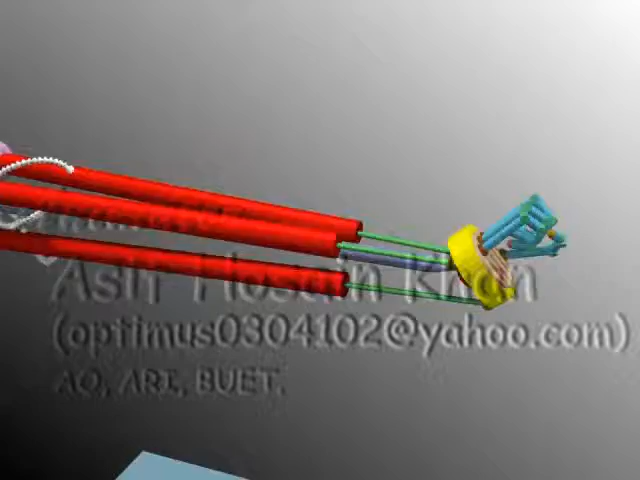 Asif Hossain Khan
(optimus0304102@yahoo.com)
AO, ARI, BUET.